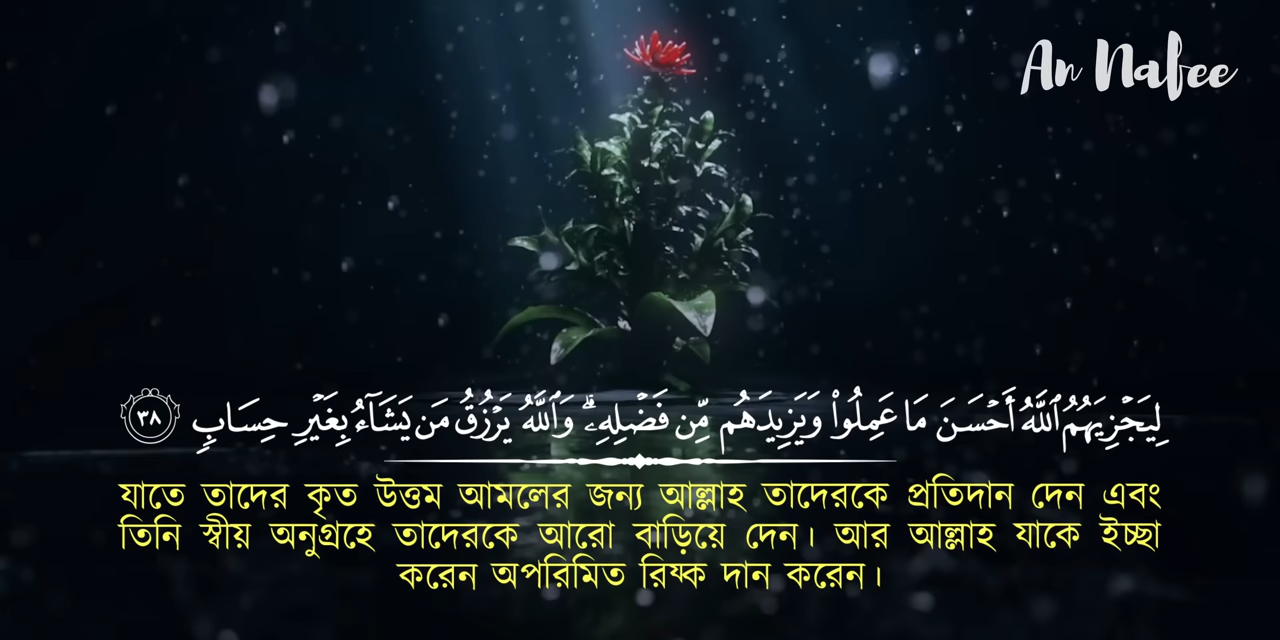 An Nafee
لِيَجْزِيَهُمُ ٱللَّهُ أَحْسَنَ مَا عَمِلُوا۟ وَيَزِيدَهُم مِّن فَضْلِهِۦ ۗ وَٱللَّهُ يَرْزُقُ مَن يَشَآءُ بِغَيْرِ حِسَابٍ ٣٨
যাতে তাদের কৃত উত্তম আমলের জন্য আল্লাহ তাদেরকে প্রতিদান দেন এবং
তিনি স্বীয় অনুগ্রহে তাদেরকে আরো বাড়িয়ে দেন। আর আল্লাহ যাকে ইচ্ছা
করেন অপরিমিত রিয্ক দান করেন।